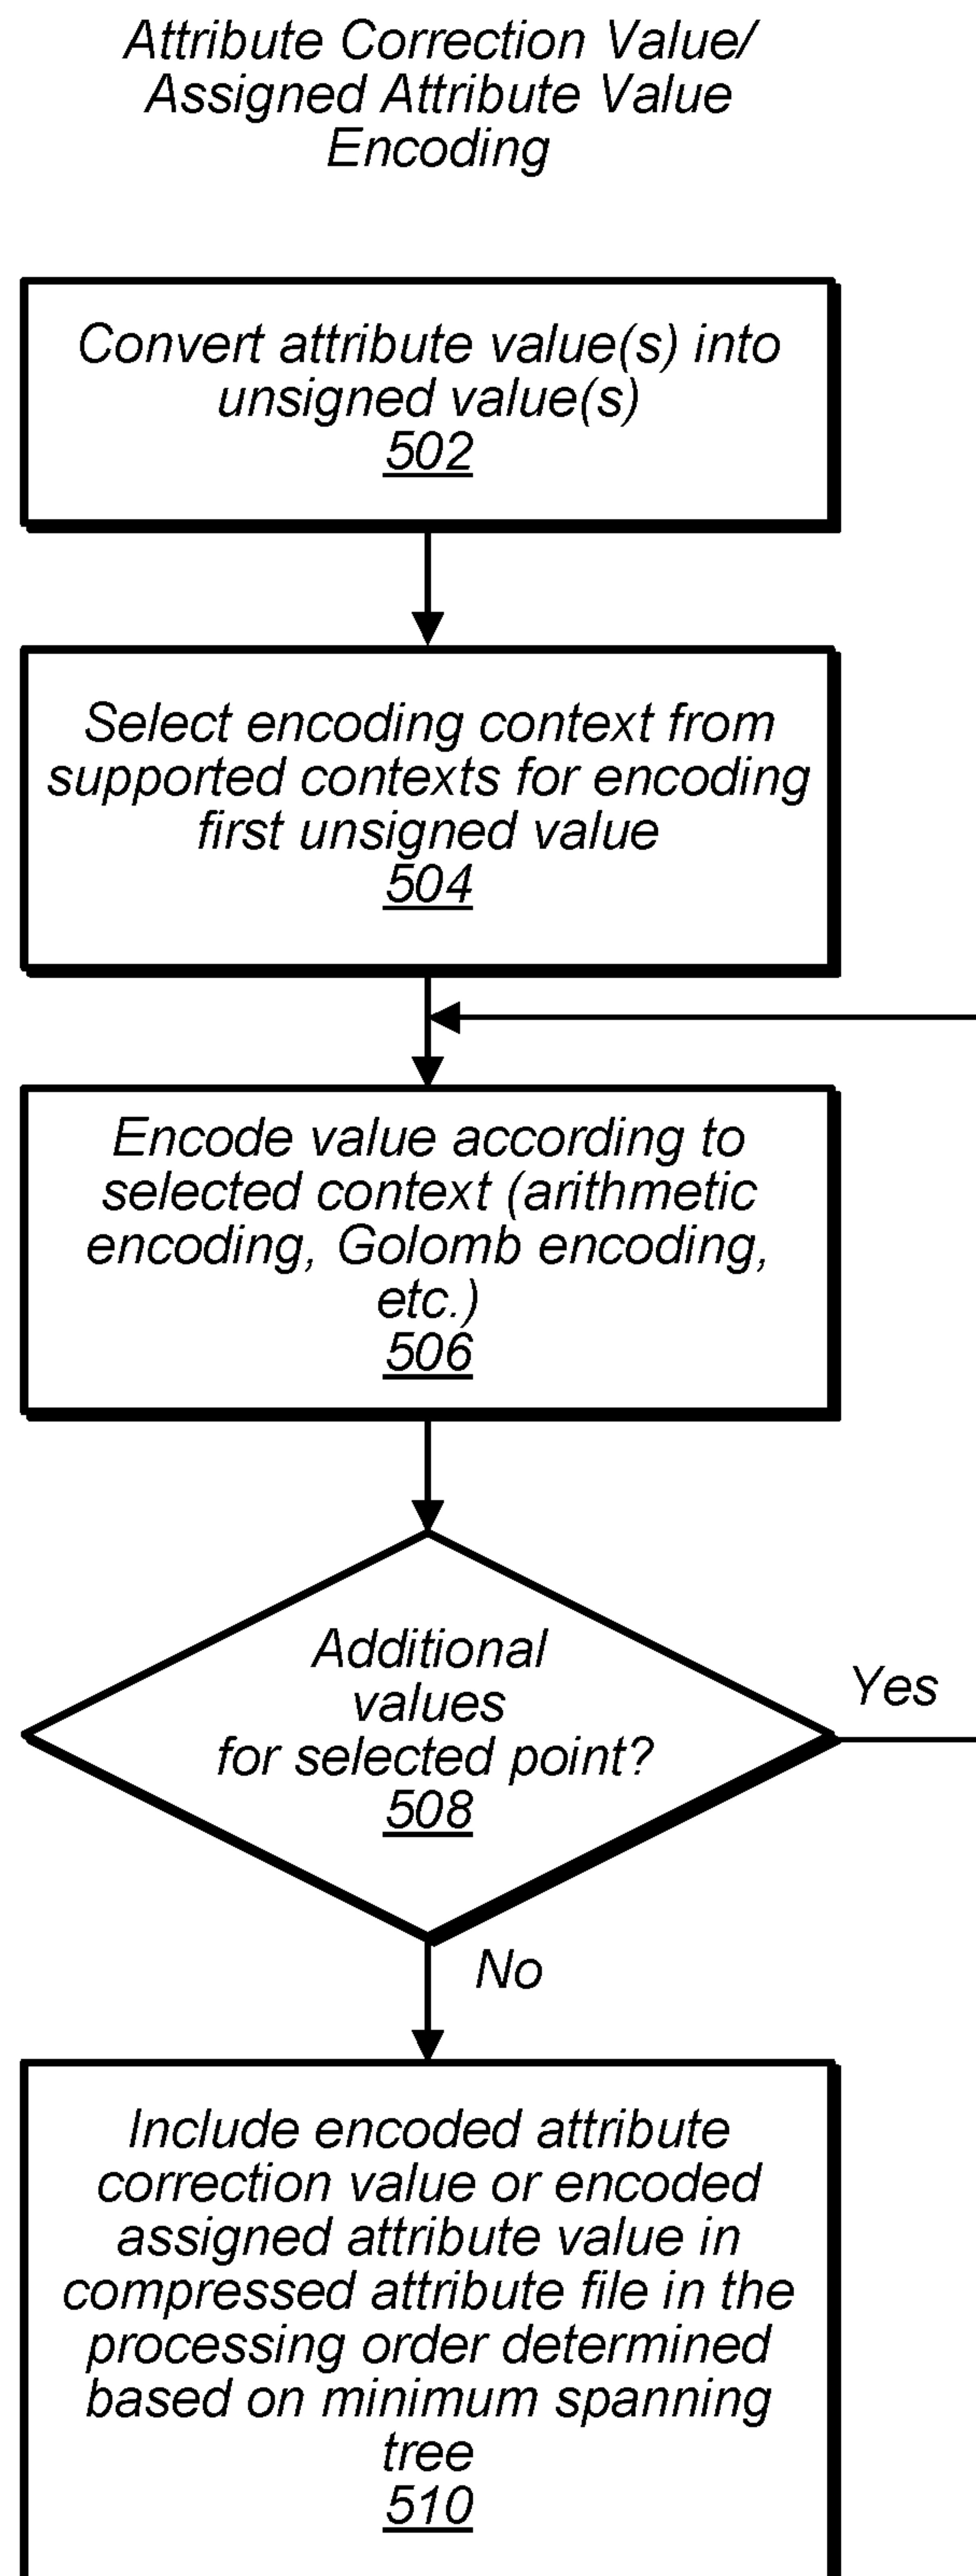 Attribute Correction Value/
Assigned Attribute Value
Encoding
Convert attribute value(s) into
unsigned value(s)
502
Select encoding context from
supported contexts for encoding
first unsigned value
504
Encode value according to
selected context (arithmetic
encoding, Golomb encoding,
etc.)
506
Additional
values
for selected point?
508
Yes
No
Include encoded attribute
correction value or encoded
assigned attribute value in
compressed attribute file in the
processing order determined
based on minimum spanning
tree
510